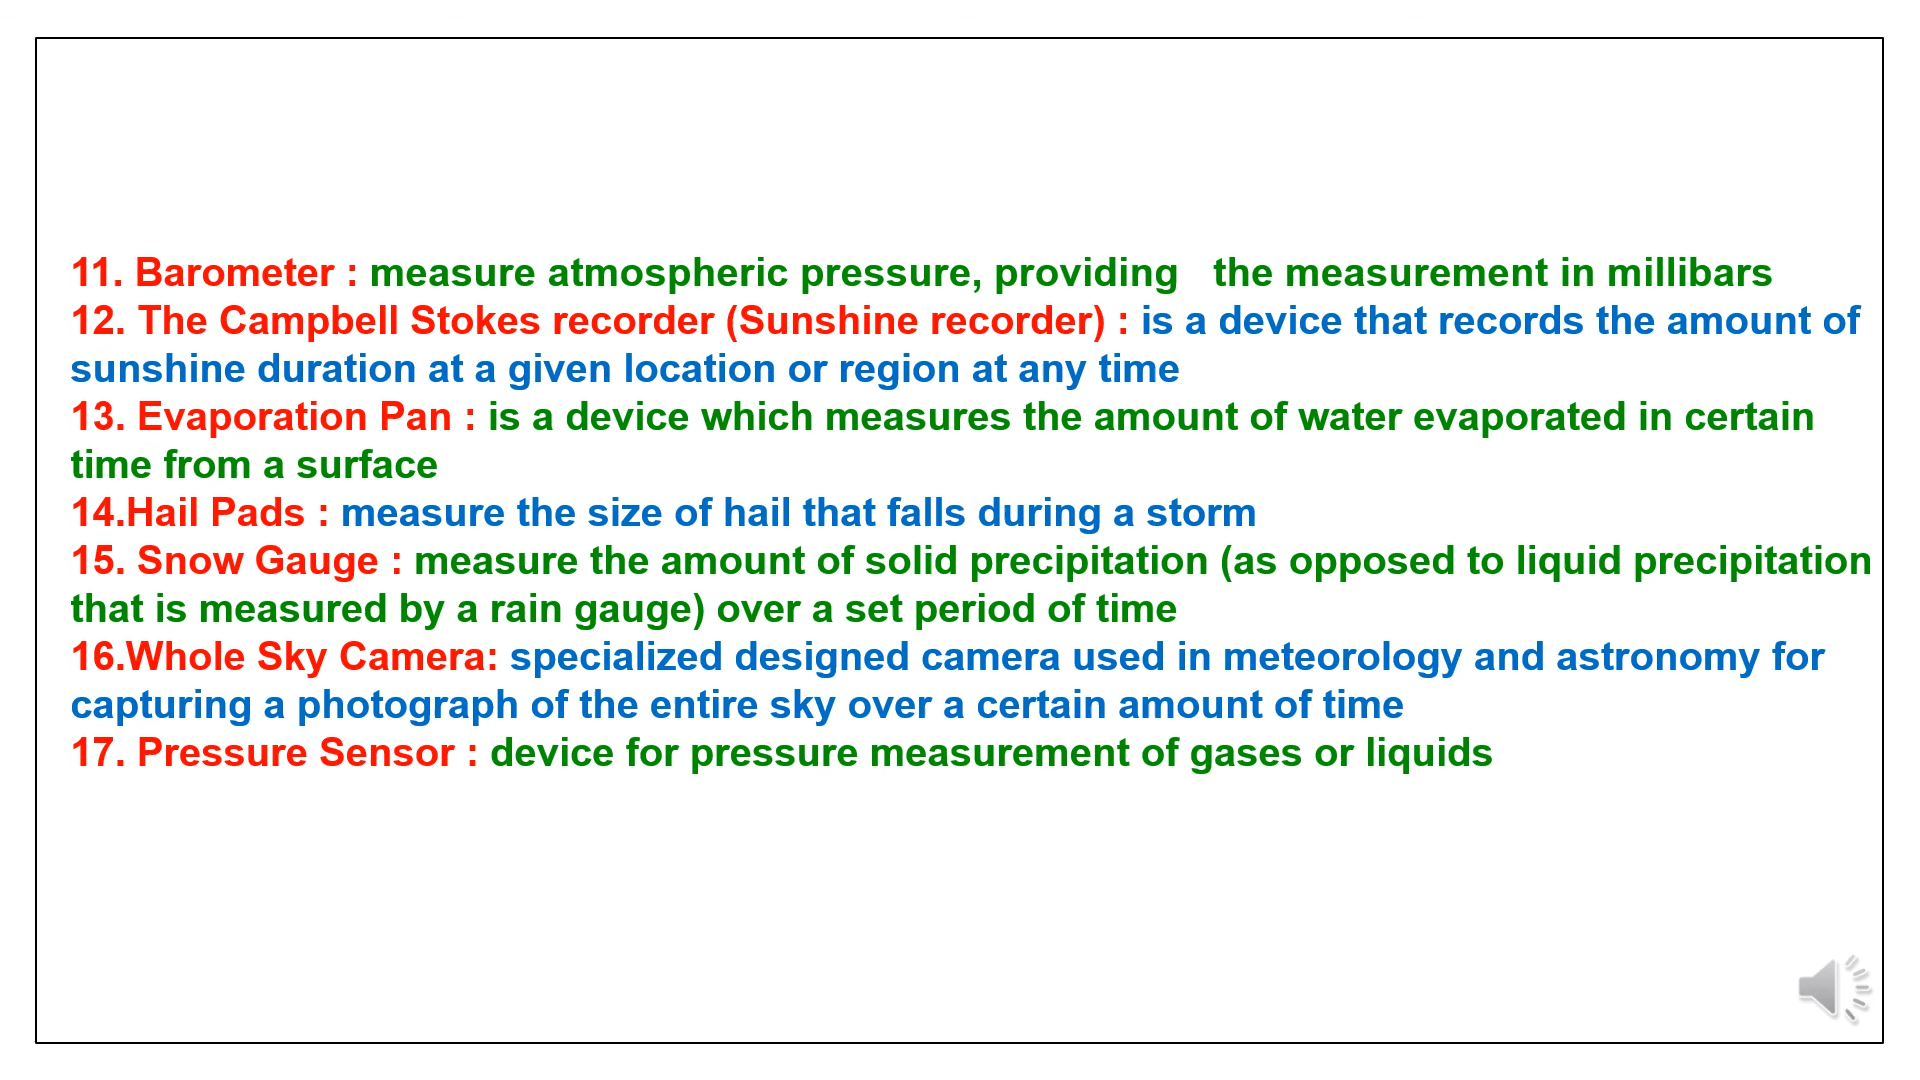 11. Barometer : measure atmospheric pressure, providing   the measurement in millibars
12. The Campbell Stokes recorder (Sunshine recorder) : is a device that records the amount of
sunshine duration at a given location or region at any time
13. Evaporation Pan : is a device which measures the amount of water evaporated in certain
time from a surface
14.Hail Pads : measure the size of hail that falls during a storm
15. Snow Gauge : measure the amount of solid precipitation (as opposed to liquid precipitation
that is measured by a rain gauge) over a set period of time
16.Whole Sky Camera: specialized designed camera used in meteorology and astronomy for
capturing a photograph of the entire sky over a certain amount of time
17. Pressure Sensor : device for pressure measurement of gases or liquids